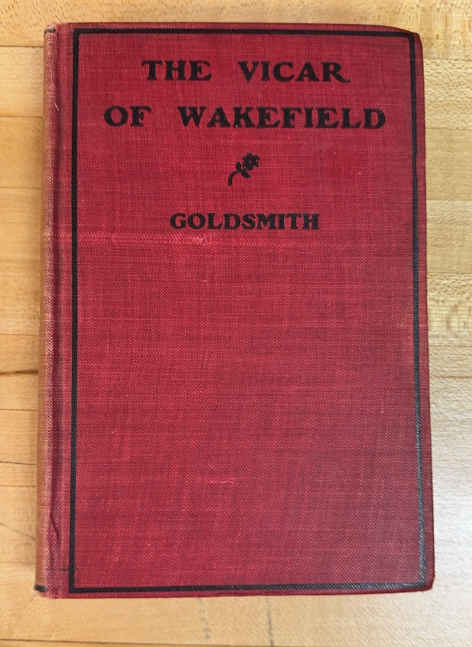 THE VICAR
OF WAKEFIELD
GOLDSMITH